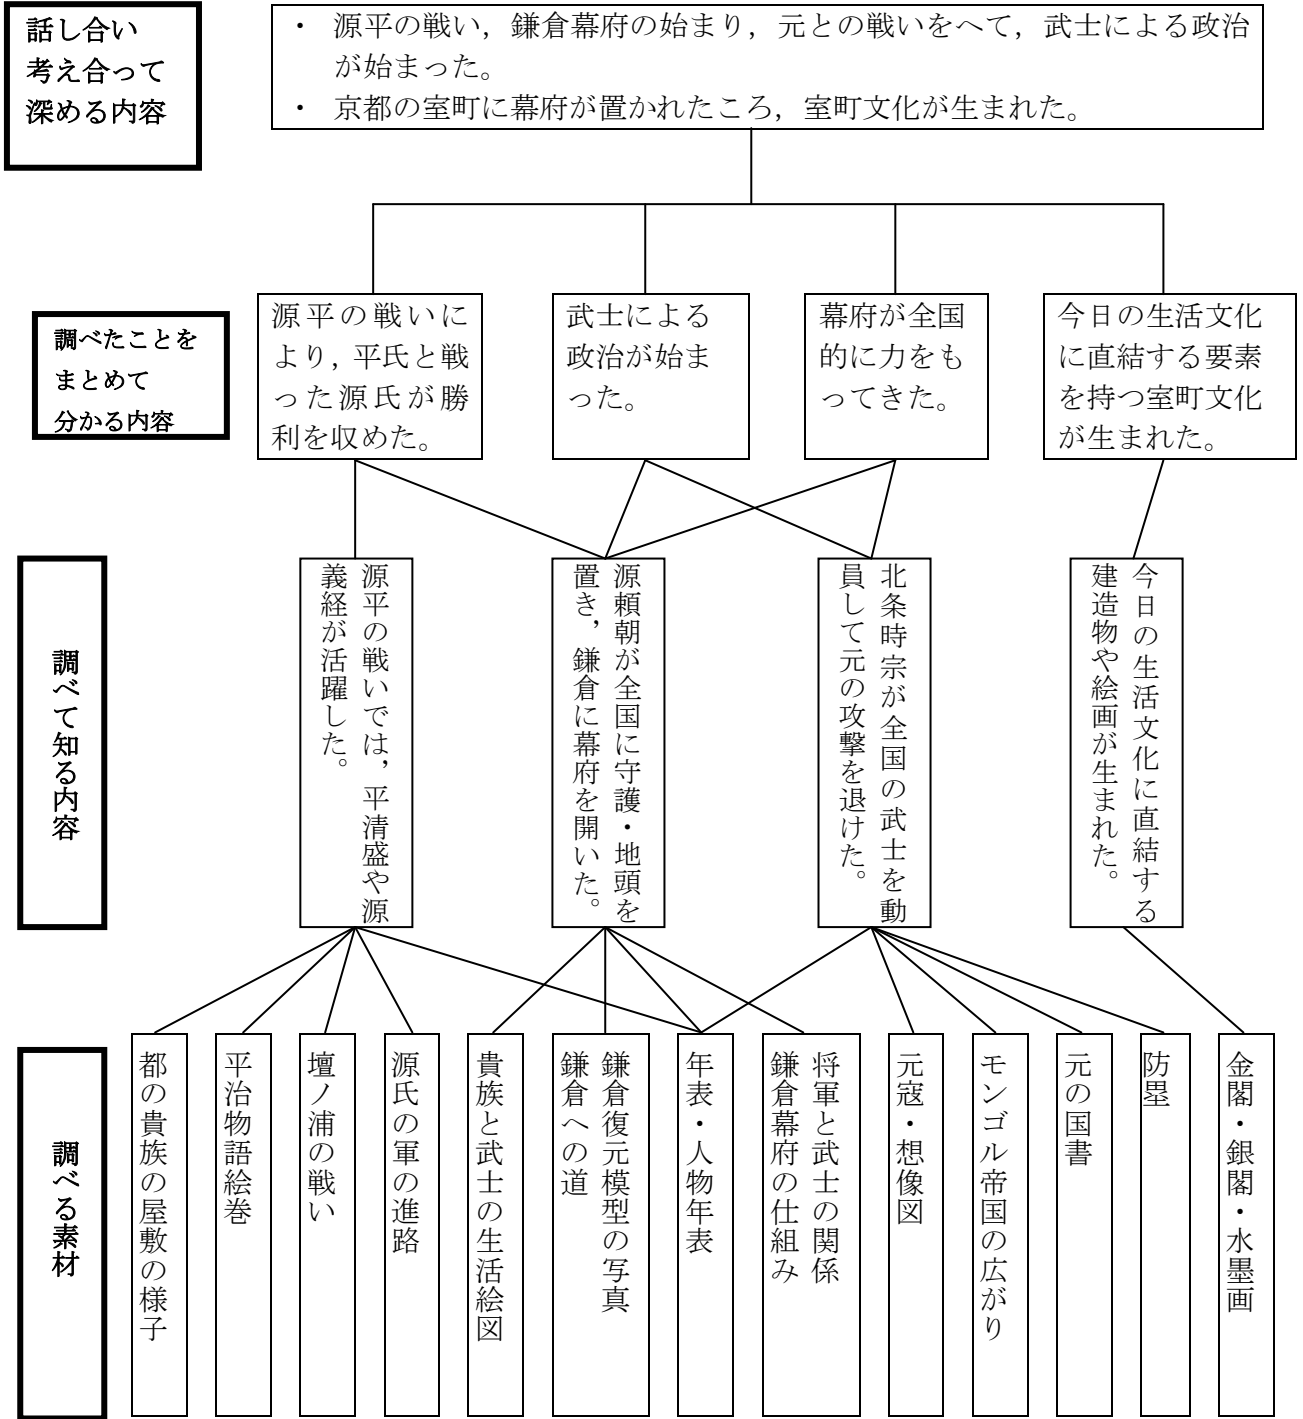 話し合い
考え合って
深める内容
・ 源平の戦い，鎌倉幕府の始まり，元との戦いをへて，武士による政治
が始まった。
・ 京都の室町に幕府が置かれたころ，室町文化が生まれた。
調べたことを
まとめて
分かる内容
源平の戦いに
より，平氏と戦
った源氏が勝
利を収めた。
武士による
政治が始ま
った。
幕府が全国
的に力をも
ってきた。
今日の生活文化
に直結する要素
を持つ室町文化
が生まれた。
調べて知る内容
源平の戦いでは，平清盛や源
義経が活躍した。
源頼朝が全国に守護・地頭を
置き，鎌倉に幕府を開いた。
北条時宗が全国の武士を動
員して元の攻撃を退けた。
今日の生活文化に直結する
建造物や絵画が生まれた。
調べる素材
都の貴族の屋敷の様子
平治物語絵巻
壇ノ浦の戦い
源氏の軍の進路
貴族と武士の生活絵図
鎌倉復元模型の写真
鎌倉への道
年表・人物年表
将軍と武士の関係
鎌倉幕府の仕組み
元寇・想像図
モンゴル帝国の広がり
元の国書
防塁
金閣・銀閣・水墨画